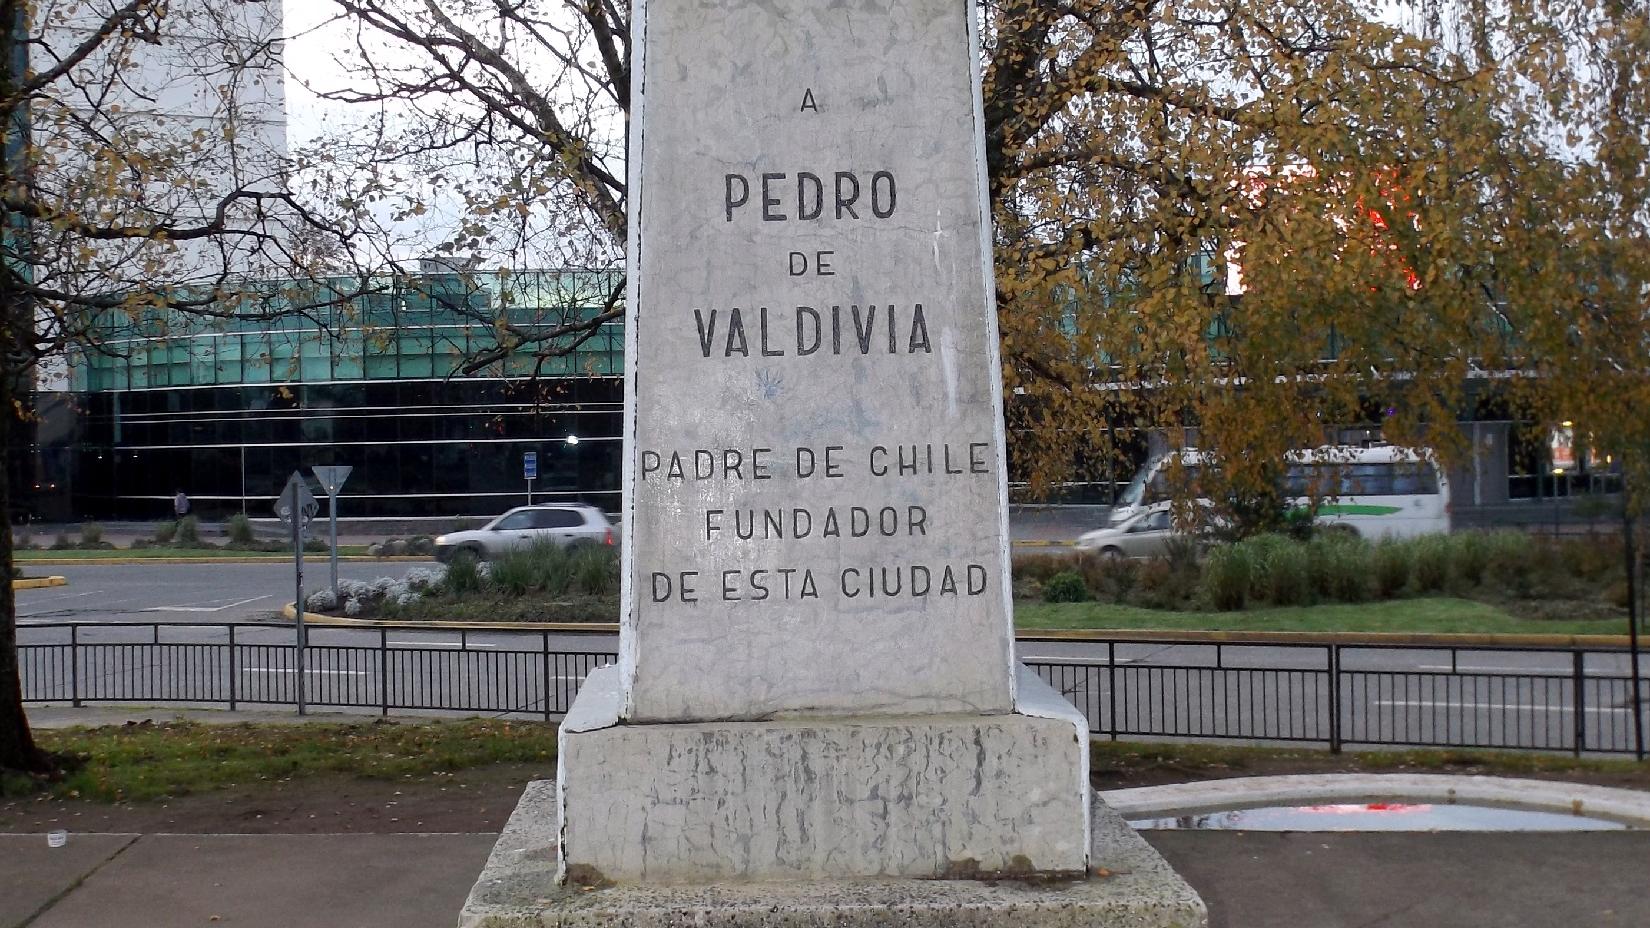 A
PEDRO
DE
VALDIVIA
PADRE DE CHILE
FUNDADOR
DE ESTA CIUDAD